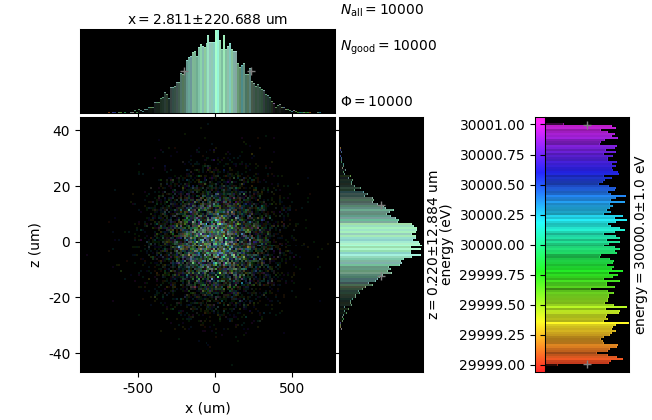 x = 2.811±220.688 um
N_all = 10000
N_good = 10000
Φ = 10000
40
20
0
-20
-40
z (um)
-500
0
500
x (um)
z = 0.220±12.884 um
energy (eV)
30001.00
30000.75
30000.50
30000.25
30000.00
29999.75
29999.50
29999.25
29999.00
energy = 30000.0±1.0 eV